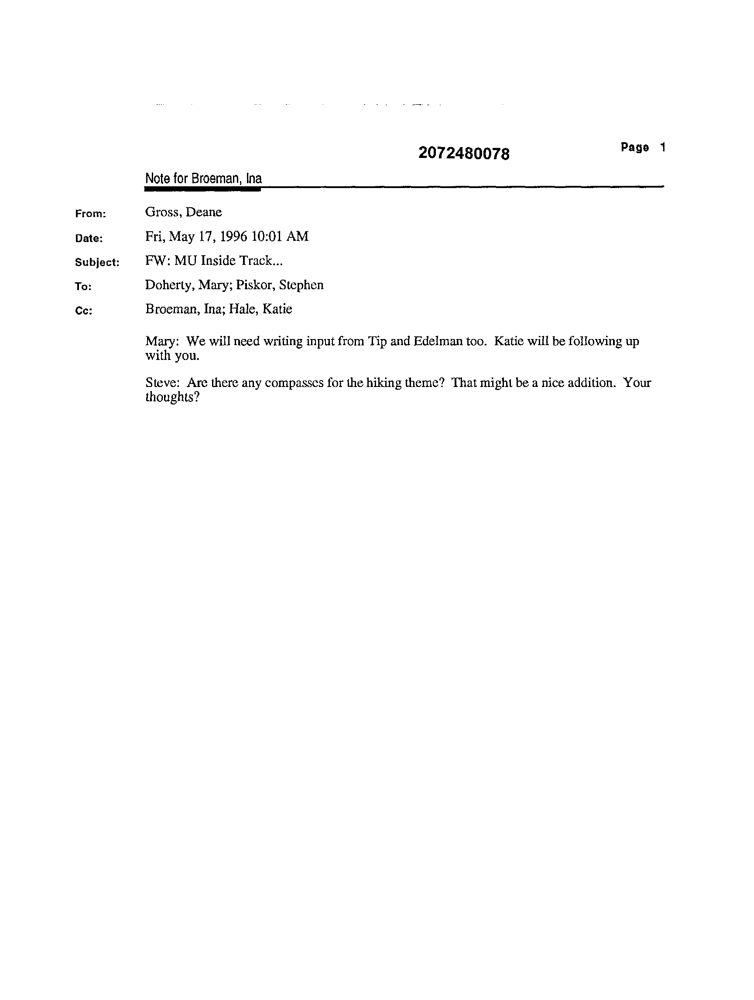 2072480078
Page 1
Note for Broeman, Ina
From: Gross, Deane
Date: Fri, May 17, 1996 10:01 AM
Subject: FW: MU Inside Track...
To: Doherty, Mary; Piskor, Stephen
Cc: Broeman, Ina; Hale, Katie
Mary: We will need writing input from Tip and Edelman too. Katie will be following up
with you.
Steve: Are there any compasses for the hiking theme? That might be a nice addition. Your
thoughts?